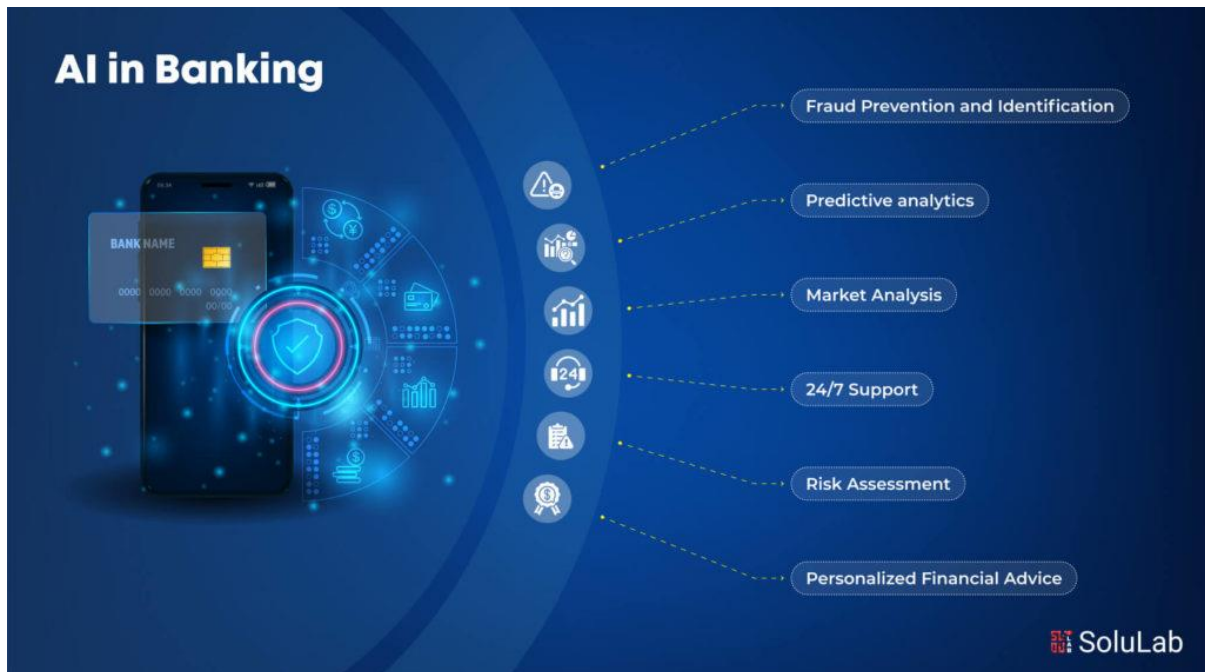 AI in Banking
BANK NAME
0000 0000 0000 0000
00/00
24
Fraud Prevention and Identification
Predictive analytics
Market Analysis
24/7 Support
Risk Assessment
Personalized Financial Advice
SoluLab